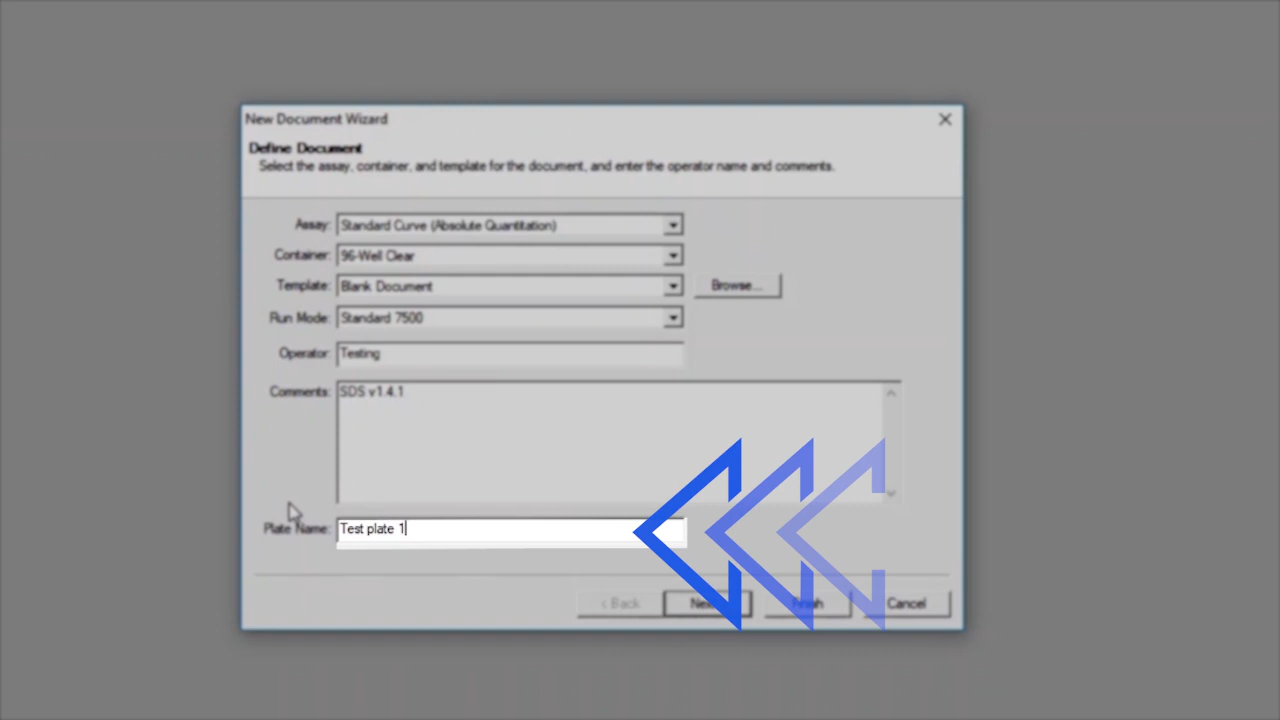 New Document Wizard
Define Document
Select the assay, container, and template for the document, and enter the operator name and comments.
Assay: Standard Curve (Absolute Quantitation)
Container: 96-Well Clear
Template: Blank Document Browse...
Run Mode: Standard 7500
Operator: Testing
Comments: SDS v1.4.1
Plate Name: Test plate 1
< Back Next Finish Cancel